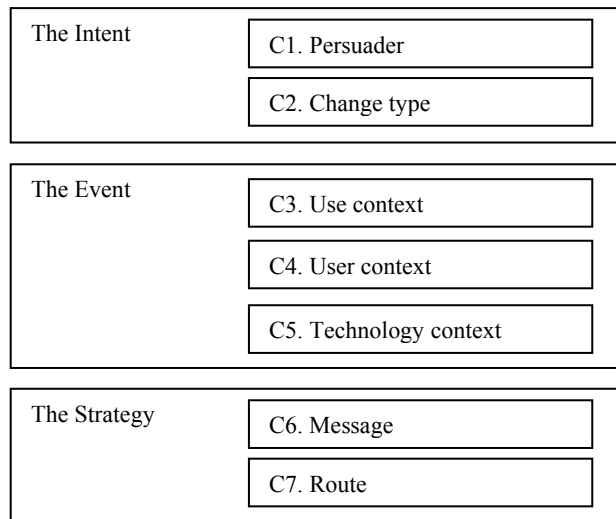 The Intent
C1. Persuader
C2. Change type
The Event
C3. Use context
C4. User context
C5. Technology context
The Strategy
C6. Message
C7. Route